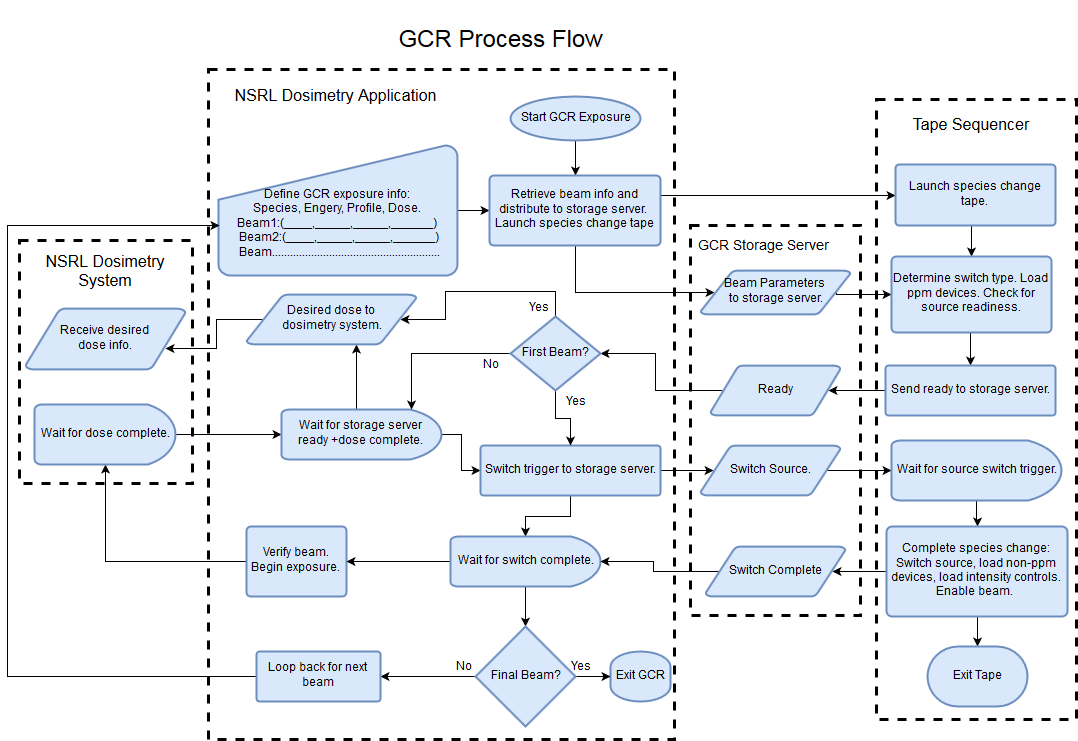 GCR Process Flow
NSRL Dosimetry Application
Start GCR Exposure
Define GCR exposure info:
Species, Engery, Profile, Dose.
Beam1:(____,_____,_____,______)
Beam2:(____,_____,_____,______)
Beam..................................................
Retrieve beam info and
distribute to storage server.
Launch species change tape
Tape Sequencer
Launch species change
tape.
NSRL Dosimetry
System
GCR Storage Server
Beam Parameters
to storage server.
Determine switch type. Load
ppm devices. Check for
source readiness.
Receive desired
dose info.
Desired dose to
dosimetry system.
Yes
First Beam?
No
Yes
Ready
Send ready to storage server.
Wait for dose complete.
Wait for storage server
ready +dose complete.
Switch trigger to storage server.
Switch Source.
Wait for source switch trigger.
Verify beam.
Begin exposure.
Wait for switch complete.
Switch Complete
Complete species change:
Switch source, load non-ppm
devices, load intensity controls.
Enable beam.
Loop back for next
beam
No
Final Beam?
Yes
Exit GCR
Exit Tape